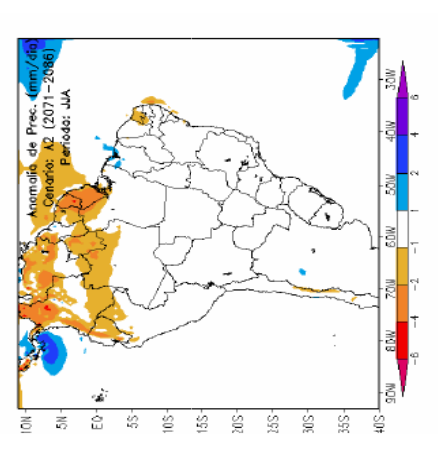 Anomalia de Prec. (mm/dia)
Cenario: A2 (2071-2086)
Periodo: JJA
10N
5N
EQ
5S
10S
15S
20S
25S
30S
35S
40S
90W
80W
70W
60W
50W
40W
30W
-6
-4
-2
-1
1
2
4
6